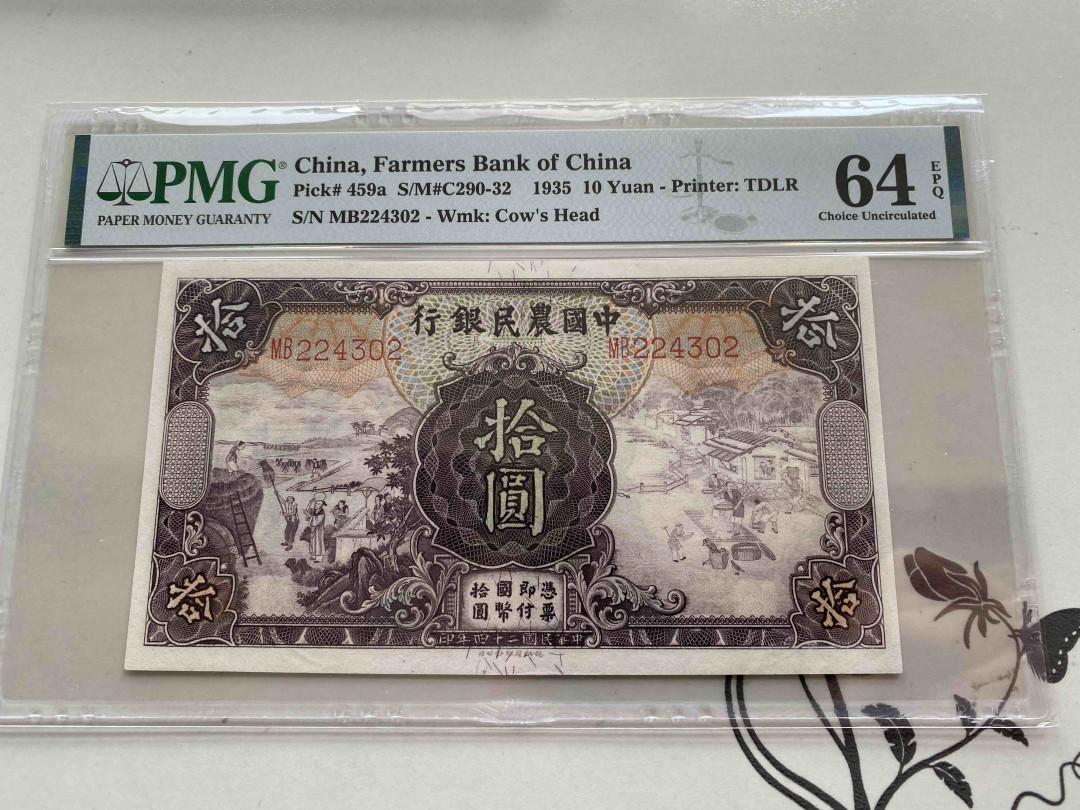 PMG®
PAPER MONEY GUARANTY
China, Farmers Bank of China
Pick# 459a S/M#C290-32 1935 10 Yuan - Printer: TDLR
S/N MB224302 - Wmk: Cow's Head
64 EPQ
Choice Uncirculated
拾
拾
中國農民銀行
MB224302
MB224302
拾圓
憑票
即付
國幣
拾圓
拾
拾
中華民國二十四年印